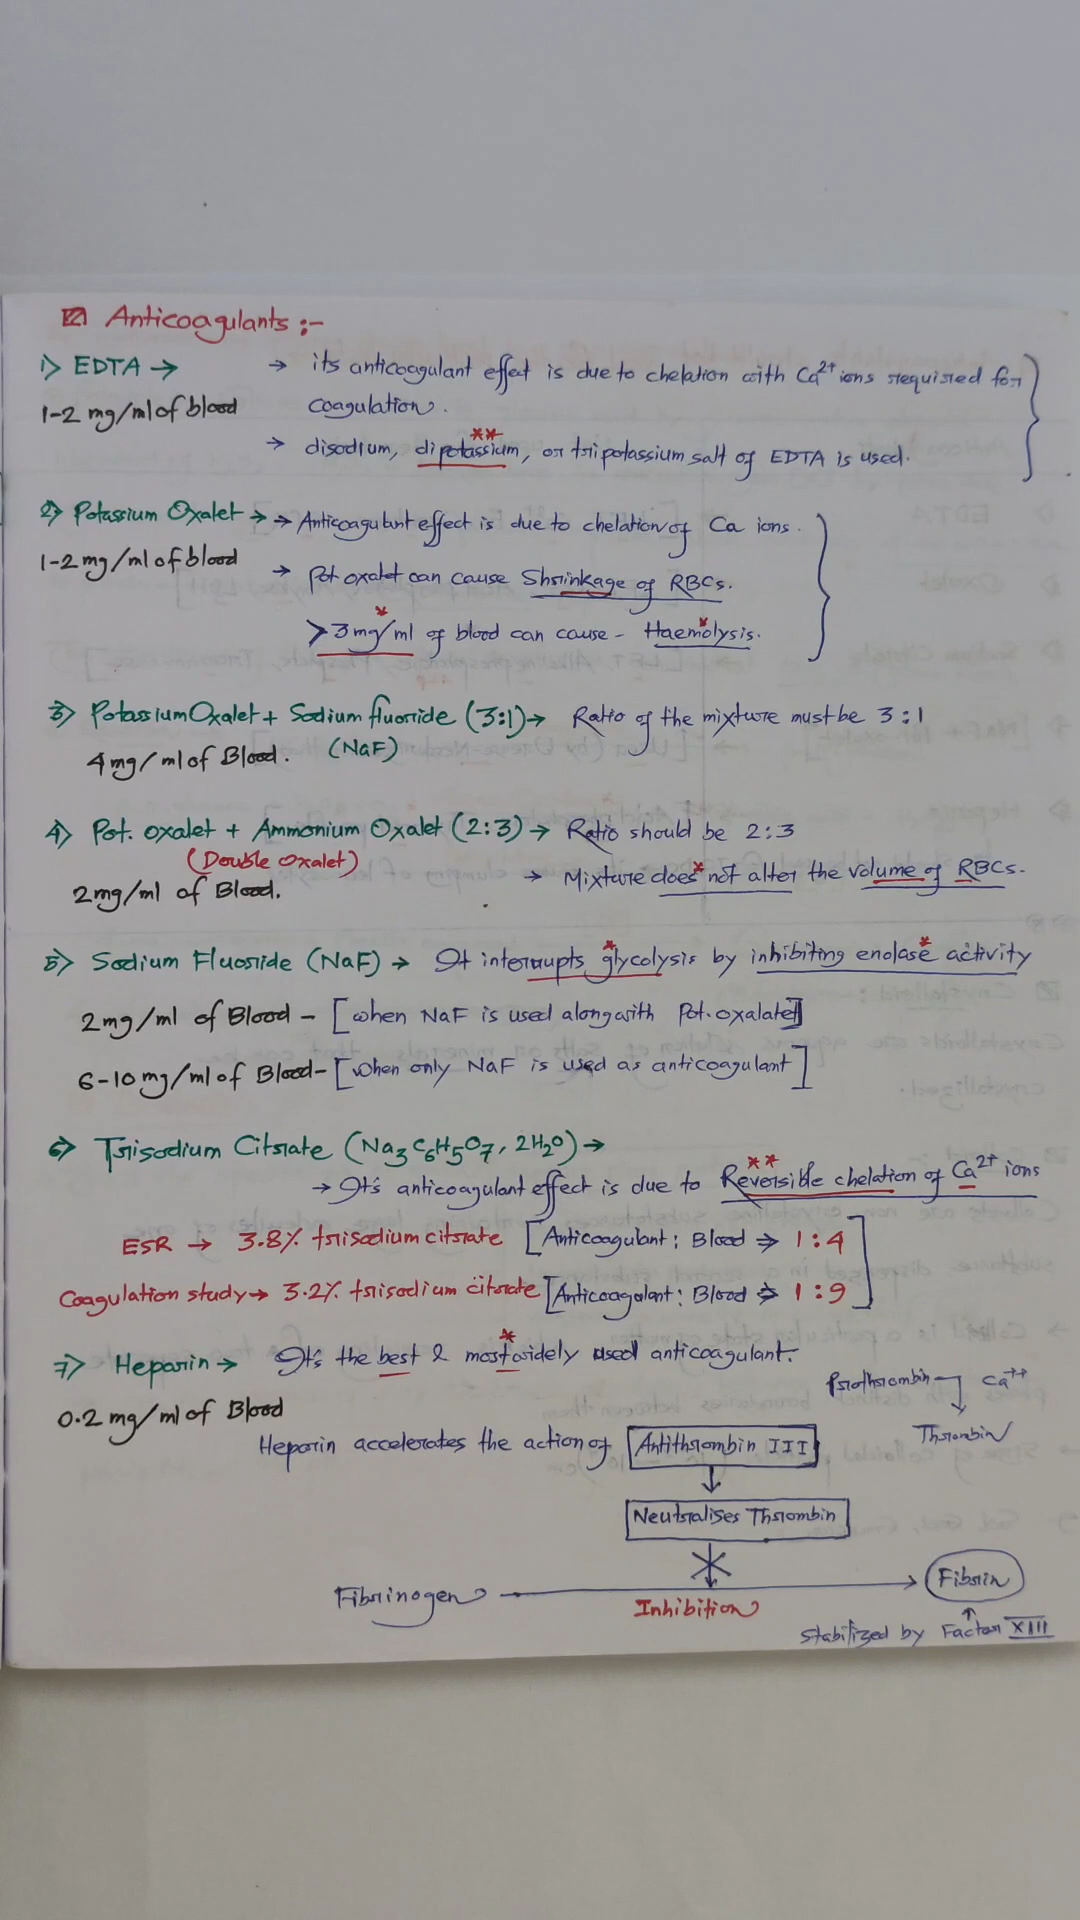 Anticoagulants :-
1) EDTA → → its anticoagulant effect is due to chelation with Ca2+ ions required for
1-2 mg/ml of blood coagulation.
→ disodium, dipotassium, or tripotassium salt of EDTA is used.
2) Potassium Oxalet → → Anticoagulant effect is due to chelation of Ca ions.
1-2 mg/ml of blood → Pot oxalet can cause Shrinkage of RBCs.
>3mg/ml of blood can cause - Haemolysis.
3) Potassium Oxalet + Sodium fluoride (3:1) → Ratio of the mixture must be 3:1
4mg/ml of Blood. (NaF)
4) Pot. oxalet + Ammonium Oxalet (2:3) → Ratio should be 2:3
(Double Oxalet)
2mg/ml of Blood. → Mixture does not alter the volume of RBCs.
5) Sodium Fluoride (NaF) → It interrupts glycolysis by inhibiting enolase activity
2mg/ml of Blood - [when NaF is used alongwith Pot. oxalate]
6-10mg/ml of Blood - [when only NaF is used as anticoagulant]
6) Trisodium Citrate (Na3C6H5O7, 2H2O) →
→ It's anticoagulant effect is due to Reversible chelation of Ca2+ ions
ESR → 3.8% trisodium citrate [Anticoagulant : Blood ⇒ 1:4
Coagulation study → 3.2% trisodium citrate [Anticoagulant : Blood ⇒ 1:9]
7) Heparin → It's the best & most widely used anticoagulant.
0.2 mg/ml of Blood
Prothrombin Ca++
Thrombin
Heparin accelerates the action of Antithrombin III
Neutralises Thrombin
Fibrinogen → Fibrin
Inhibition
Stabilized by Factor XIII